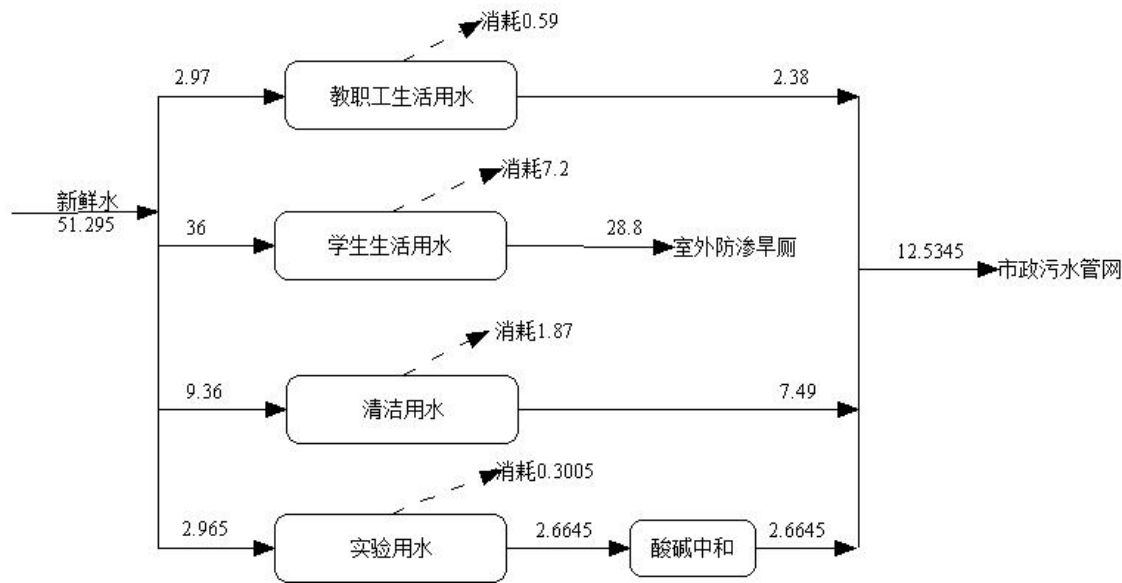 消耗0.59
2.97
教职工生活用水
2.38
消耗7.2
新鲜水
51.295
36
学生生活用水
28.8
室外防渗旱厕
12.5345
市政污水管网
消耗1.87
9.36
清洁用水
7.49
消耗0.3005
2.965
实验用水
2.6645
酸碱中和
2.6645